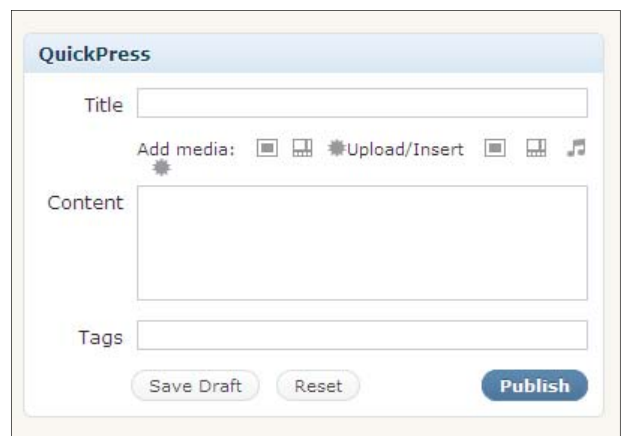 QuickPress
Title
Add media: Upload/Insert
Content
Tags
Save Draft Reset Publish